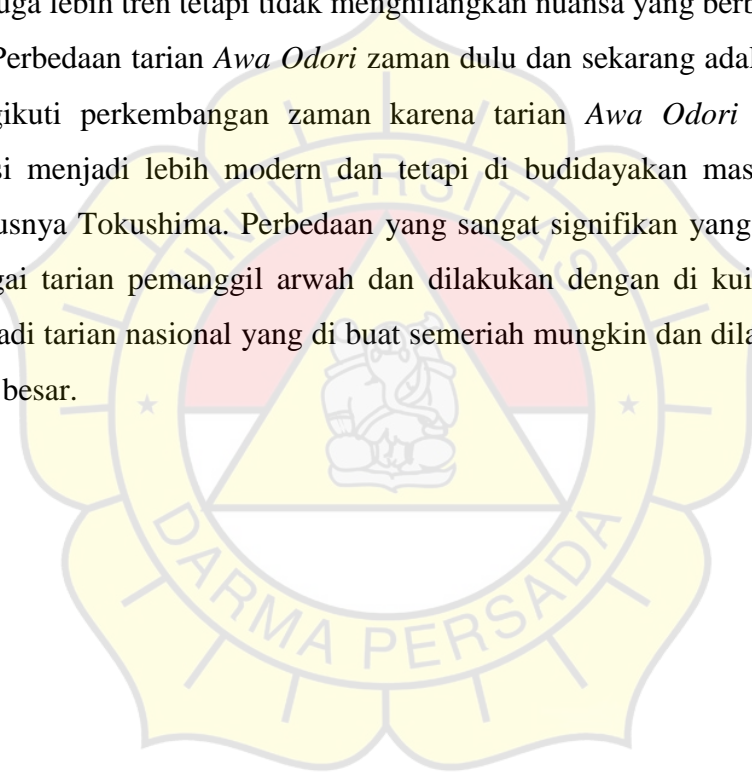 uga lebih tren tetapi tidak menghilangkan nuansa yang berb
Perbedaan tarian Awa Odori zaman dulu dan sekarang adal
gikuti perkembangan zaman karena tarian Awa Odori
si menjadi lebih modern dan tetapi di budidayakan mas
usnya Tokushima. Perbedaan yang sangat signifikan yang
gai tarian pemanggil arwah dan dilakukan dengan di kui
adi tarian nasional yang di buat semeriah mungkin dan dila
besar.
UNIVERSITAS
DARMA PERSADA